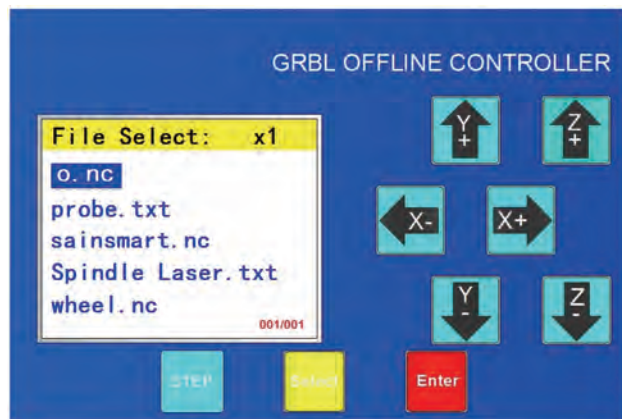 GRBL OFFLINE CONTROLLER
File Select: x1
o.nc
probe.txt
sainsmart.nc
Spindle Laser.txt
wheel.nc
001/001
Y+
Z+
X-
X+
Y-
Z-
STEP
Select
Enter